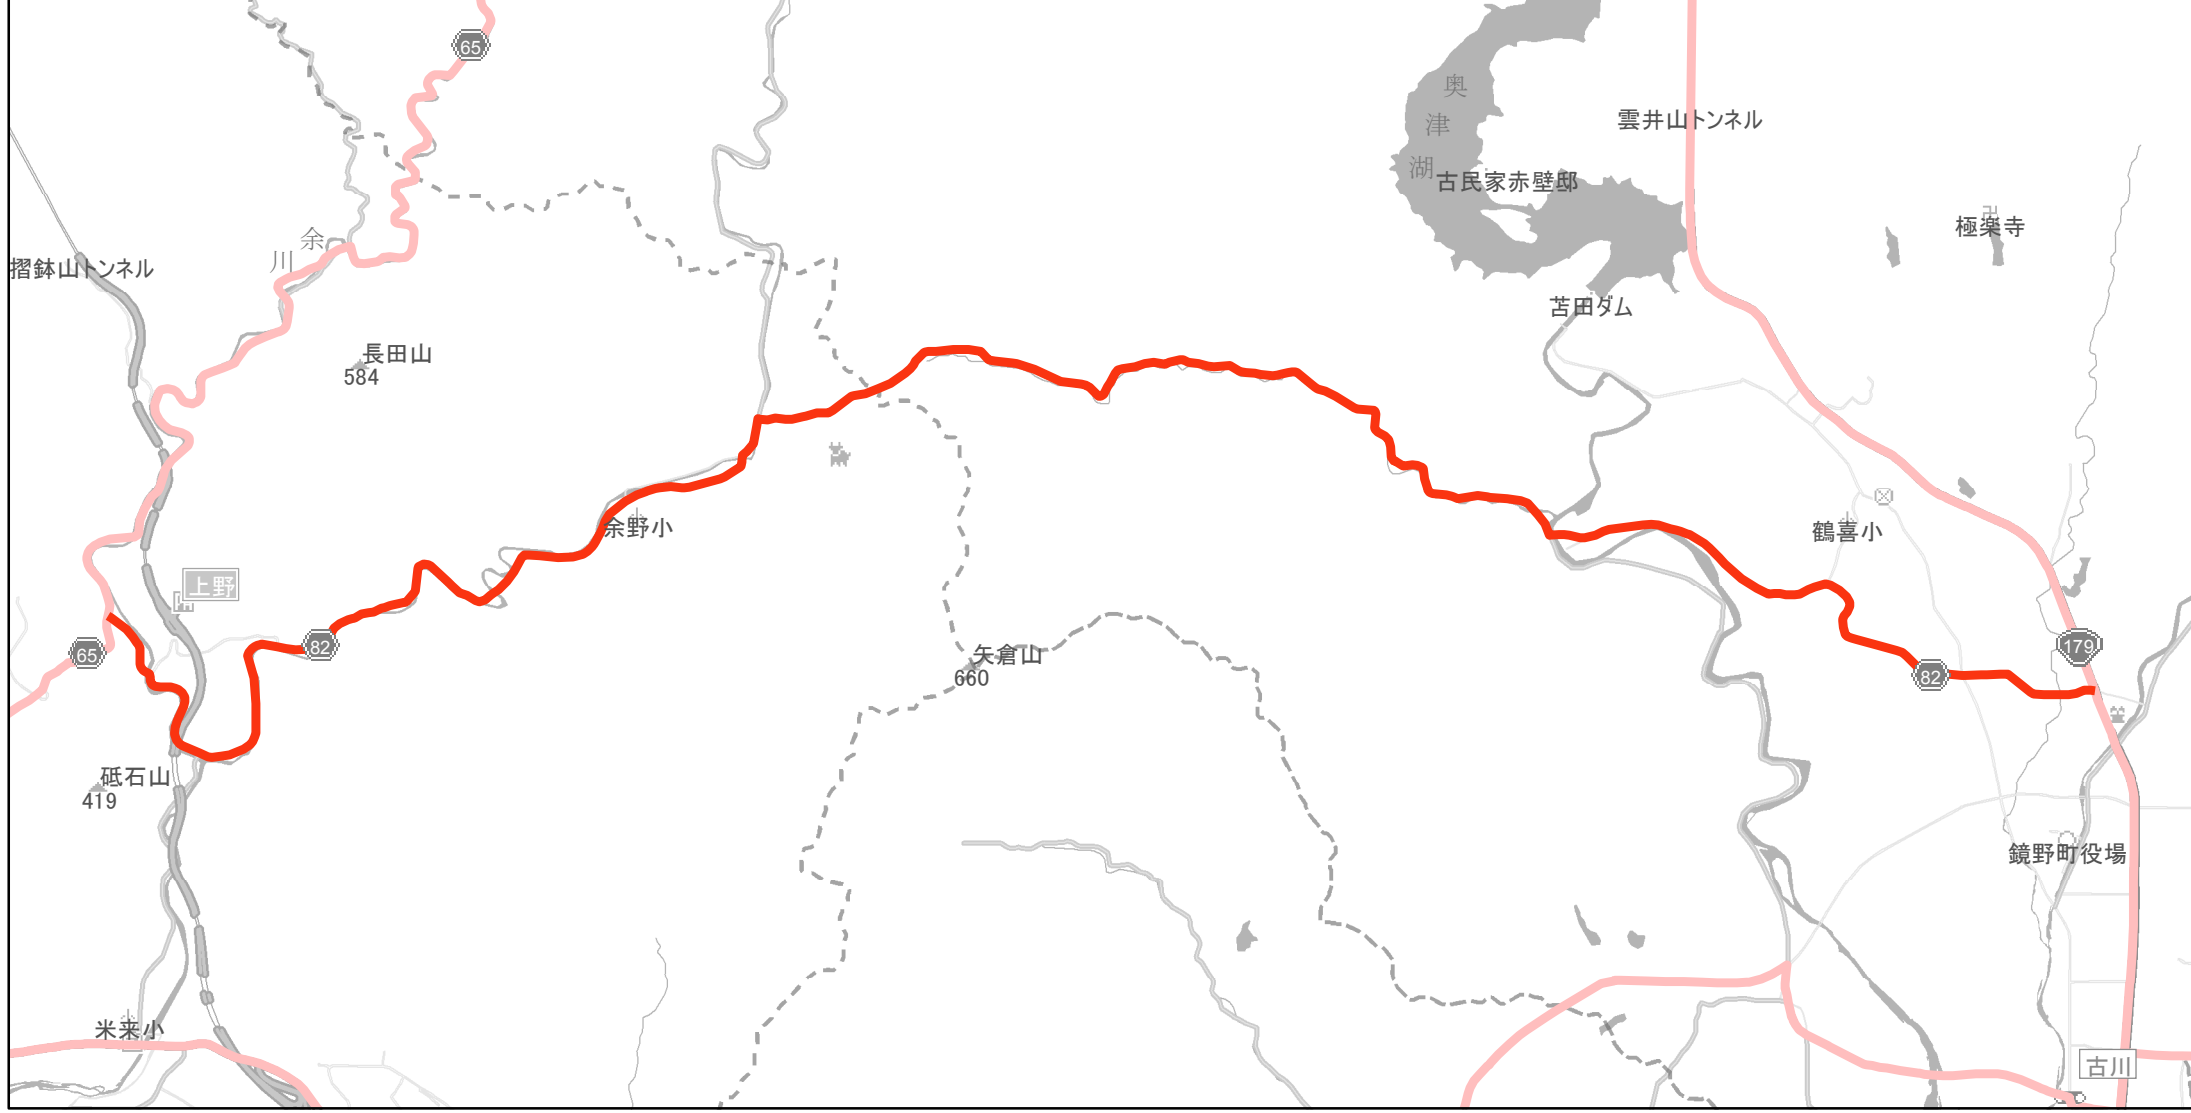 65
奥
津
湖
雲井山トンネル
古民家赤壁邸
極楽寺
余
川
摺鉢山トンネル
苫田ダム
長田山
584
余野小
鶴喜小
上野
65
82
矢倉山
660
179
82
砥石山
419
鏡野町役場
米来小
古川